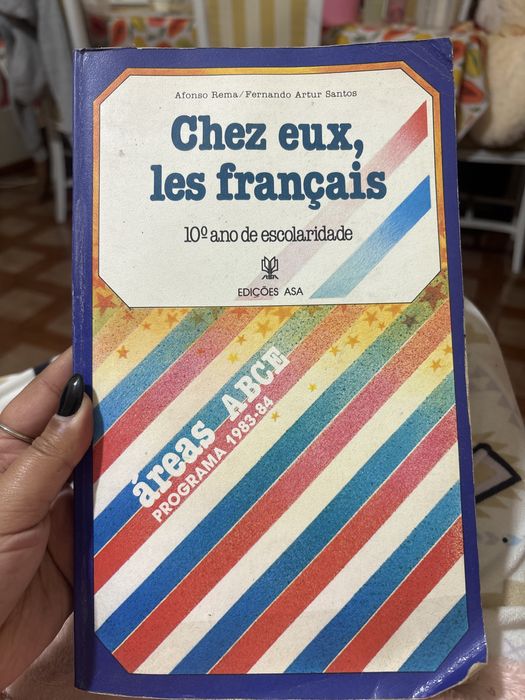 Afonso Rema/Fernando Artur Santos
Chez eux,
les français
10º ano de escolaridade
EDIÇÕES ASA
áreas ABCE
PROGRAMA 1983-84